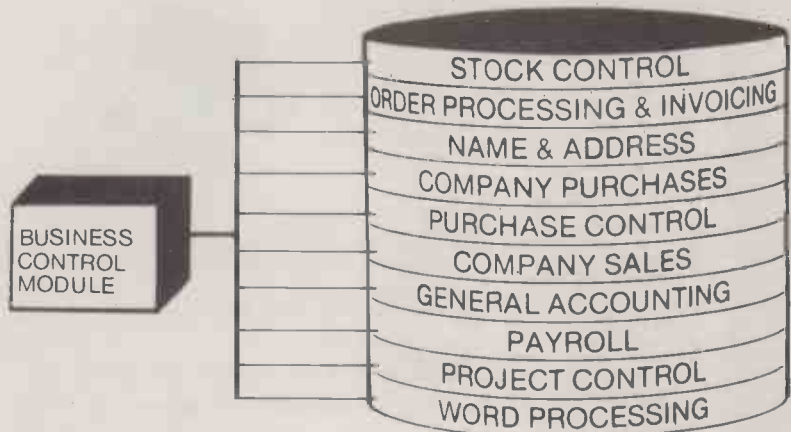 BUSINESS
CONTROL
MODULE
STOCK CONTROL
ORDER PROCESSING & INVOICING
NAME & ADDRESS
COMPANY PURCHASES
PURCHASE CONTROL
COMPANY SALES
GENERAL ACCOUNTING
PAYROLL
PROJECT CONTROL
WORD PROCESSING